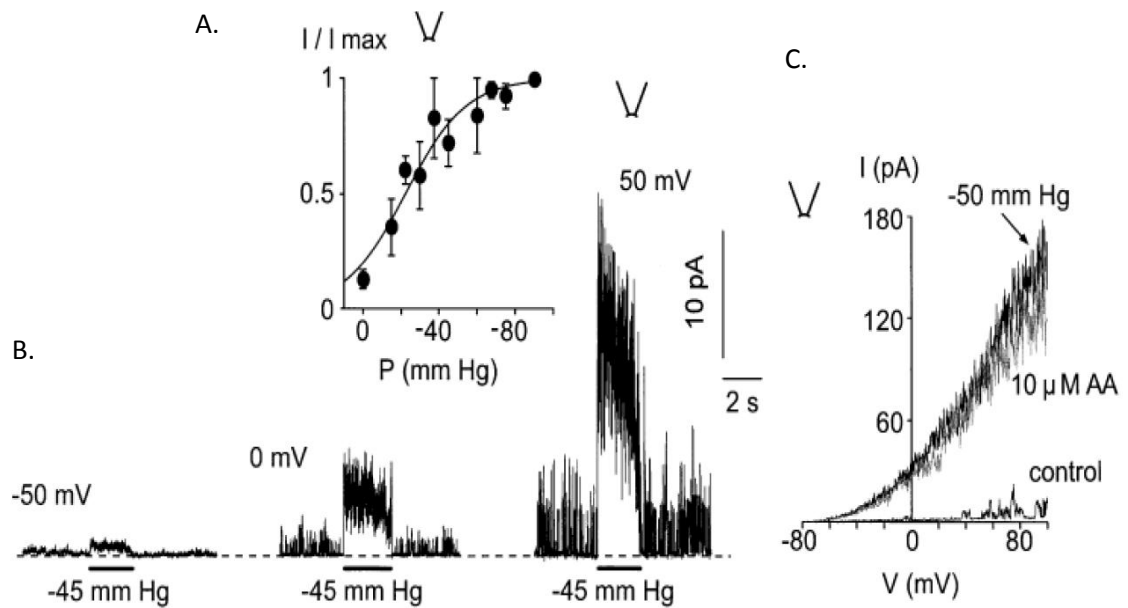 A.
I / I max
1
0.5
0
0
-40
-80
P (mm Hg)
B.
-50 mV
0 mV
50 mV
10 pA
2 s
-45 mm Hg
-45 mm Hg
-45 mm Hg
C.
I (pA)
-50 mm Hg
180
120
60
10 μM AA
control
-80
0
80
V (mV)